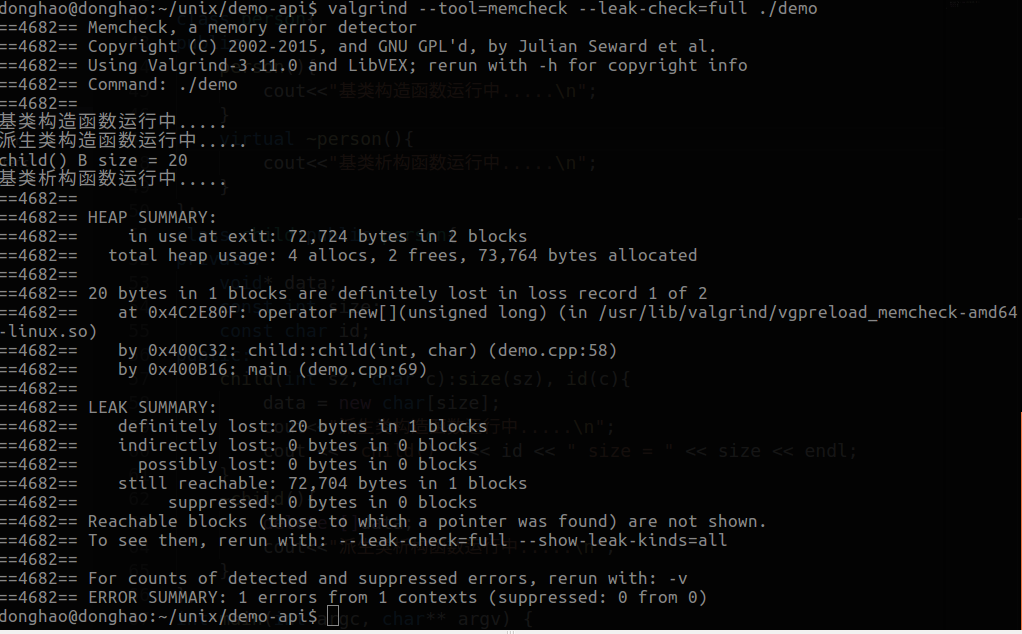 donghao@donghao:~/unix/demo-api$ valgrind --tool=memcheck --leak-check=full ./demo
==4682== Memcheck, a memory error detector
==4682== Copyright (C) 2002-2015, and GNU GPL'd, by Julian Seward et al.
==4682== Using Valgrind-3.11.0 and LibVEX; rerun with -h for copyright info
==4682== Command: ./demo
==4682==
基类构造函数运行中.....
派生类构造函数运行中.....
child() B size = 20
基类析构函数运行中.....
==4682==
==4682== HEAP SUMMARY:
==4682==     in use at exit: 72,724 bytes in 2 blocks
==4682==   total heap usage: 4 allocs, 2 frees, 73,764 bytes allocated
==4682==
==4682== 20 bytes in 1 blocks are definitely lost in loss record 1 of 2
==4682==    at 0x4C2E80F: operator new[](unsigned long) (in /usr/lib/valgrind/vgpreload_memcheck-amd64
-linux.so)
==4682==    by 0x400C32: child::child(int, char) (demo.cpp:58)
==4682==    by 0x400B16: main (demo.cpp:69)
==4682==
==4682== LEAK SUMMARY:
==4682==    definitely lost: 20 bytes in 1 blocks
==4682==    indirectly lost: 0 bytes in 0 blocks
==4682==      possibly lost: 0 bytes in 0 blocks
==4682==    still reachable: 72,704 bytes in 1 blocks
==4682==         suppressed: 0 bytes in 0 blocks
==4682== Reachable blocks (those to which a pointer was found) are not shown.
==4682== To see them, rerun with: --leak-check=full --show-leak-kinds=all
==4682==
==4682== For counts of detected and suppressed errors, rerun with: -v
==4682== ERROR SUMMARY: 1 errors from 1 contexts (suppressed: 0 from 0)
donghao@donghao:~/unix/demo-api$